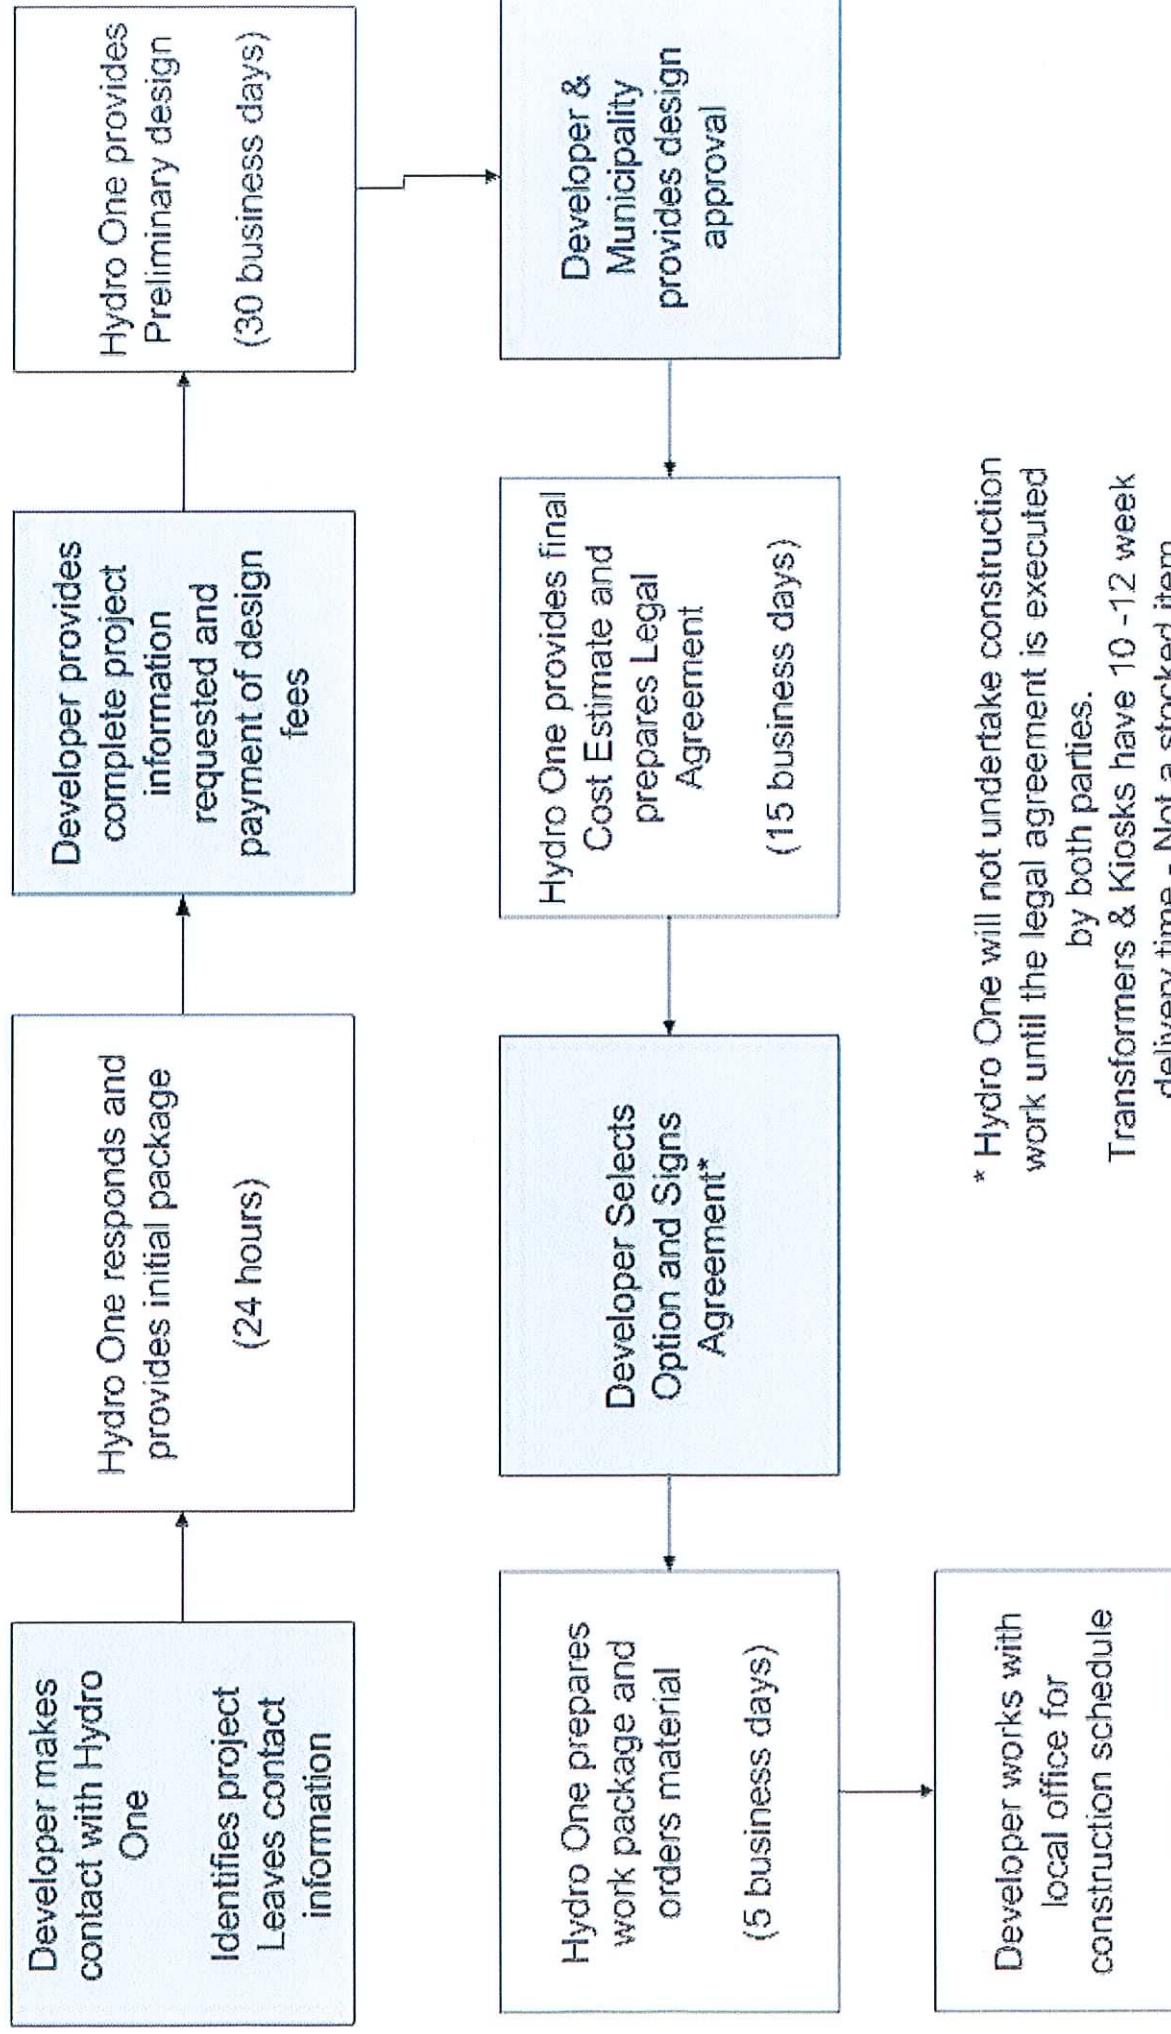 Developer makes
contact with Hydro
One
Identifies project
Leaves contact
information
Hydro One responds and
provides initial package
(24 hours)
Developer provides
complete project
information
requested and
payment of design
fees
Hydro One provides
Preliminary design
(30 business days)
Developer &
Municipality
provides design
approval
Hydro One provides final
Cost Estimate and
prepares Legal
Agreement
(15 business days)
Developer Selects
Option and Signs
Agreement*
Hydro One prepares
work package and
orders material
(5 business days)
Developer works with
local office for
construction schedule
* Hydro One will not undertake construction
work until the legal agreement is executed
by both parties.
Transformers & Kiosks have 10 -12 week
delivery time - Not a stocked item